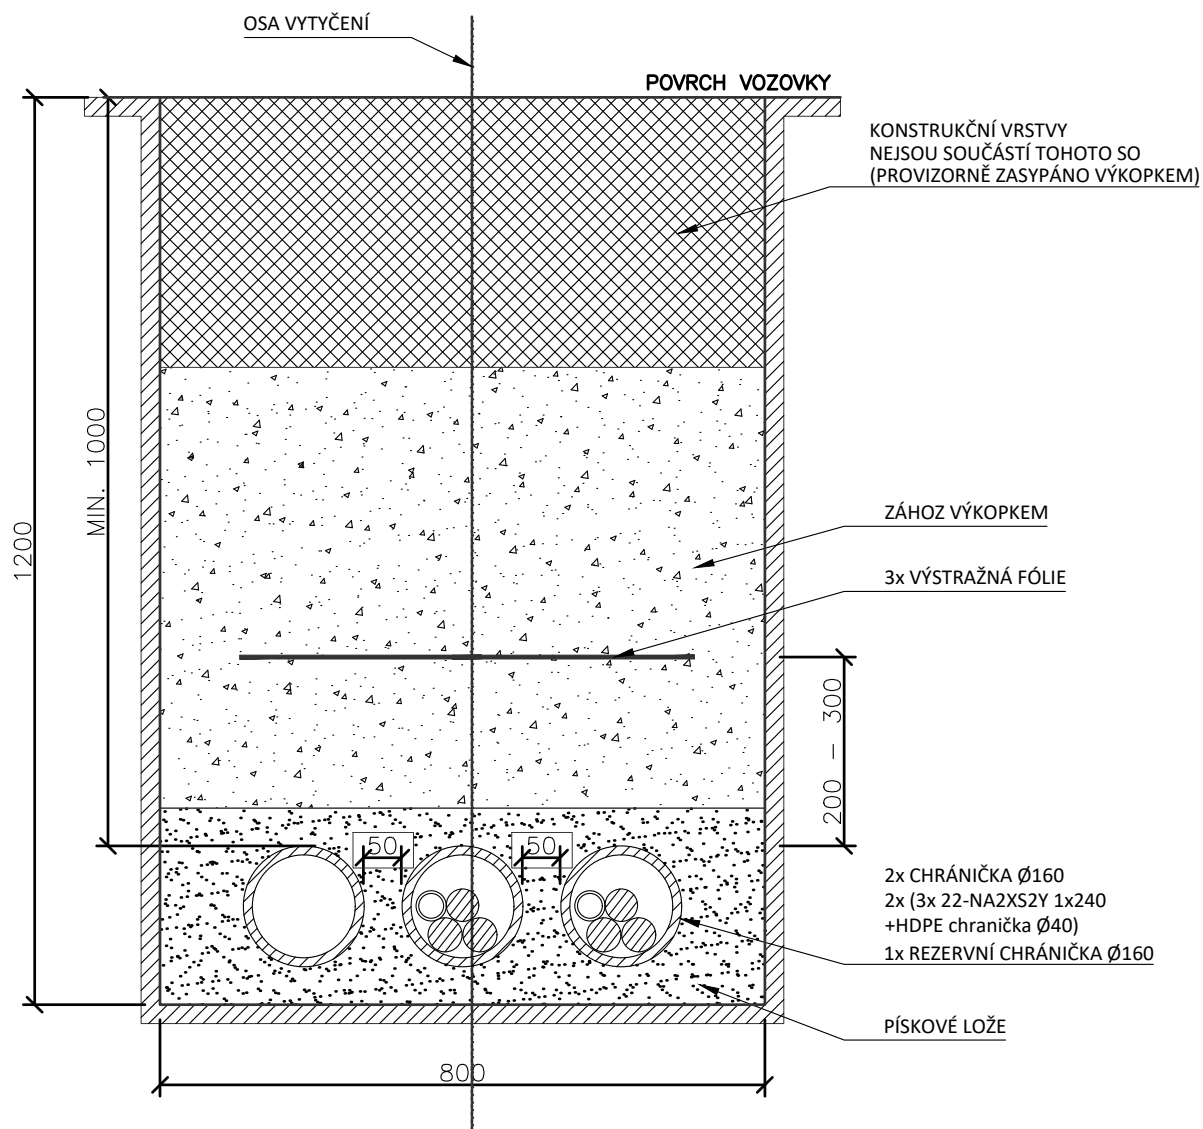 OSA VYTYČENÍ
POVRCH VOZOVKY
KONSTRUKČNÍ VRSTVY
NEJSOU SOUČÁSTÍ TOHOTO SO
(PROVIZORNĚ ZASYPÁNO VÝKOPKEM)
MIN. 1000
1200
ZÁHOZ VÝKOPKEM
3x VÝSTRAŽNÁ FÓLIE
200 – 300
50
50
2x CHRÁNIČKA Ø160
2x (3x 22-NA2XS2Y 1x240
+HDPE chranička Ø40)
1x REZERVNÍ CHRÁNIČKA Ø160
PÍSKOVÉ LOŽE
800